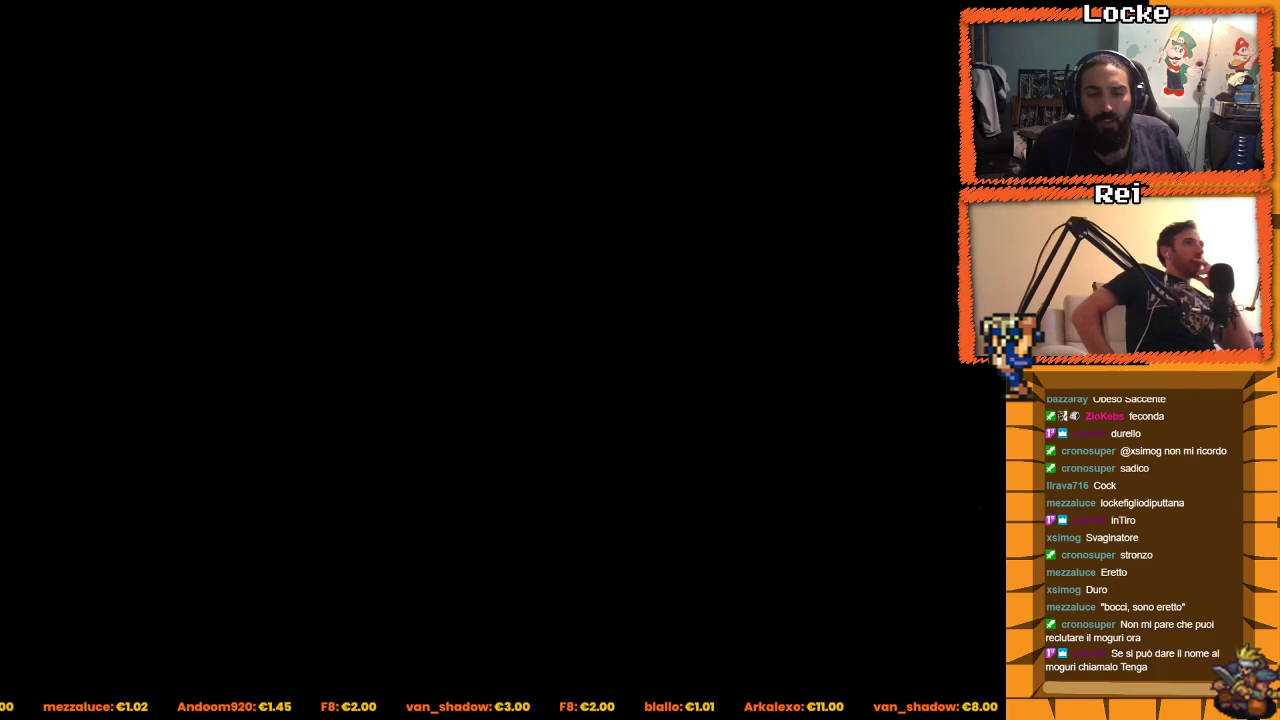 Locke
Rei
bazzaray Obeso Saccente
ZioKebs feconda
durello
cronosuper @xsimog non mi ricordo
cronosuper sadico
Ilrava716 Cock
mezzaluce lockefigliodiputtana
inTiro
xsimog Svaginatore
cronosuper stronzo
mezzaluce Eretto
xsimog Duro
mezzaluce "bocci, sono eretto"
cronosuper Non mi pare che puoi
reclutare il moguri ora
Se si può dare il nome al
moguri chiamalo Tenga
00 mezzaluce: €1.02 Andoom920: €1.45 F8: €2.00 van_shadow: €3.00 F8: €2.00 blallo: €1.01 Arkalexo: €11.00 van_shadow: €8.00